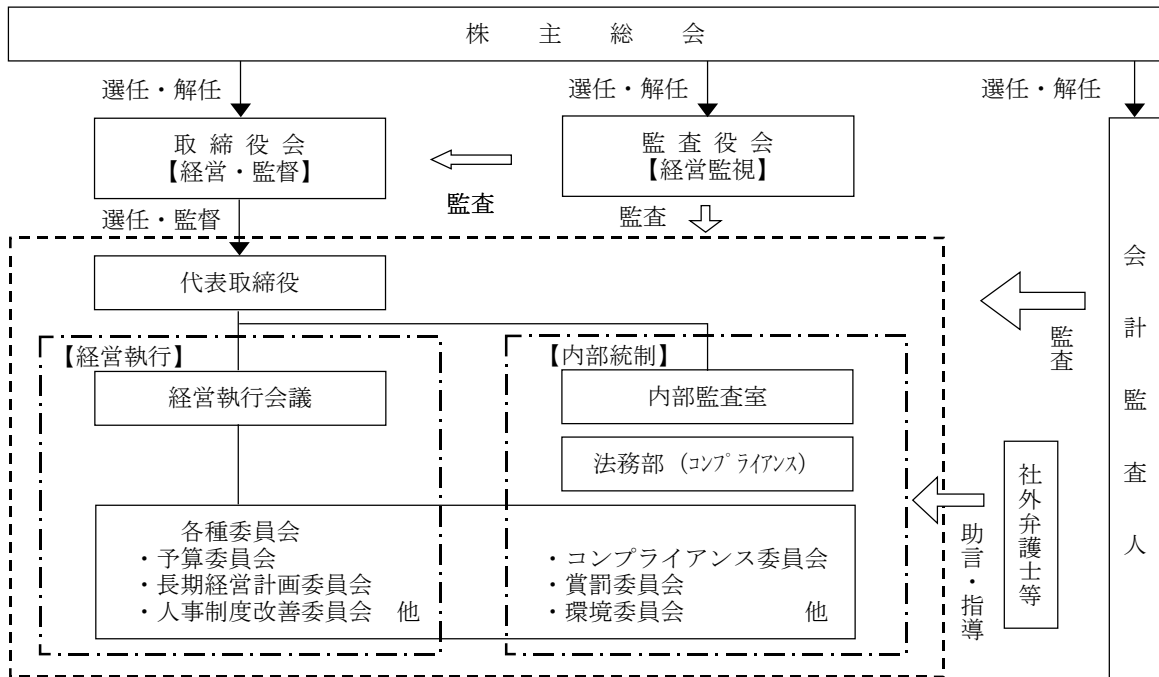 株 主 総 会
選任・解任
選任・解任
選任・解任
取 締 役 会
【経営・監督】
監 査 役 会
【経営監視】
監査
選任・監督
監査
代表取締役
会計監査人
監査
【経営執行】
【内部統制】
経営執行会議
内部監査室
法務部（ｺﾝﾌﾟﾗｲｱﾝｽ）
社外弁護士等
助言・指導
各種委員会
・予算委員会
・長期経営計画委員会
・人事制度改善委員会 他
・コンプライアンス委員会
・賞罰委員会
・環境委員会 他